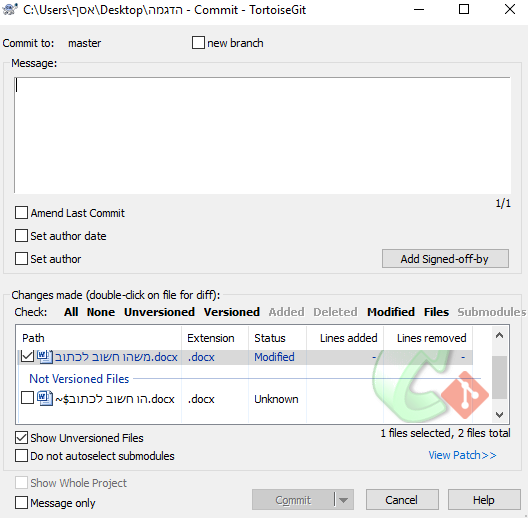 C:\Users\אסף\Desktop\הדגמה - Commit - TortoiseGit
Commit to: master new branch
Message:
1/1
Amend Last Commit
Set author date
Set author Add Signed-off-by
Changes made (double-click on file for diff):
Check: All None Unversioned Versioned Added Deleted Modified Files Submodules
Path Extension Status Lines added Lines removed
משהו חשוב לכתוב.docx .docx Modified - -
Not Versioned Files
~$הו חשוב לכתוב.docx .docx Unknown
Show Unversioned Files 1 files selected, 2 files total
Do not autoselect submodules View Patch>>
Show Whole Project
Message only Commit Cancel Help